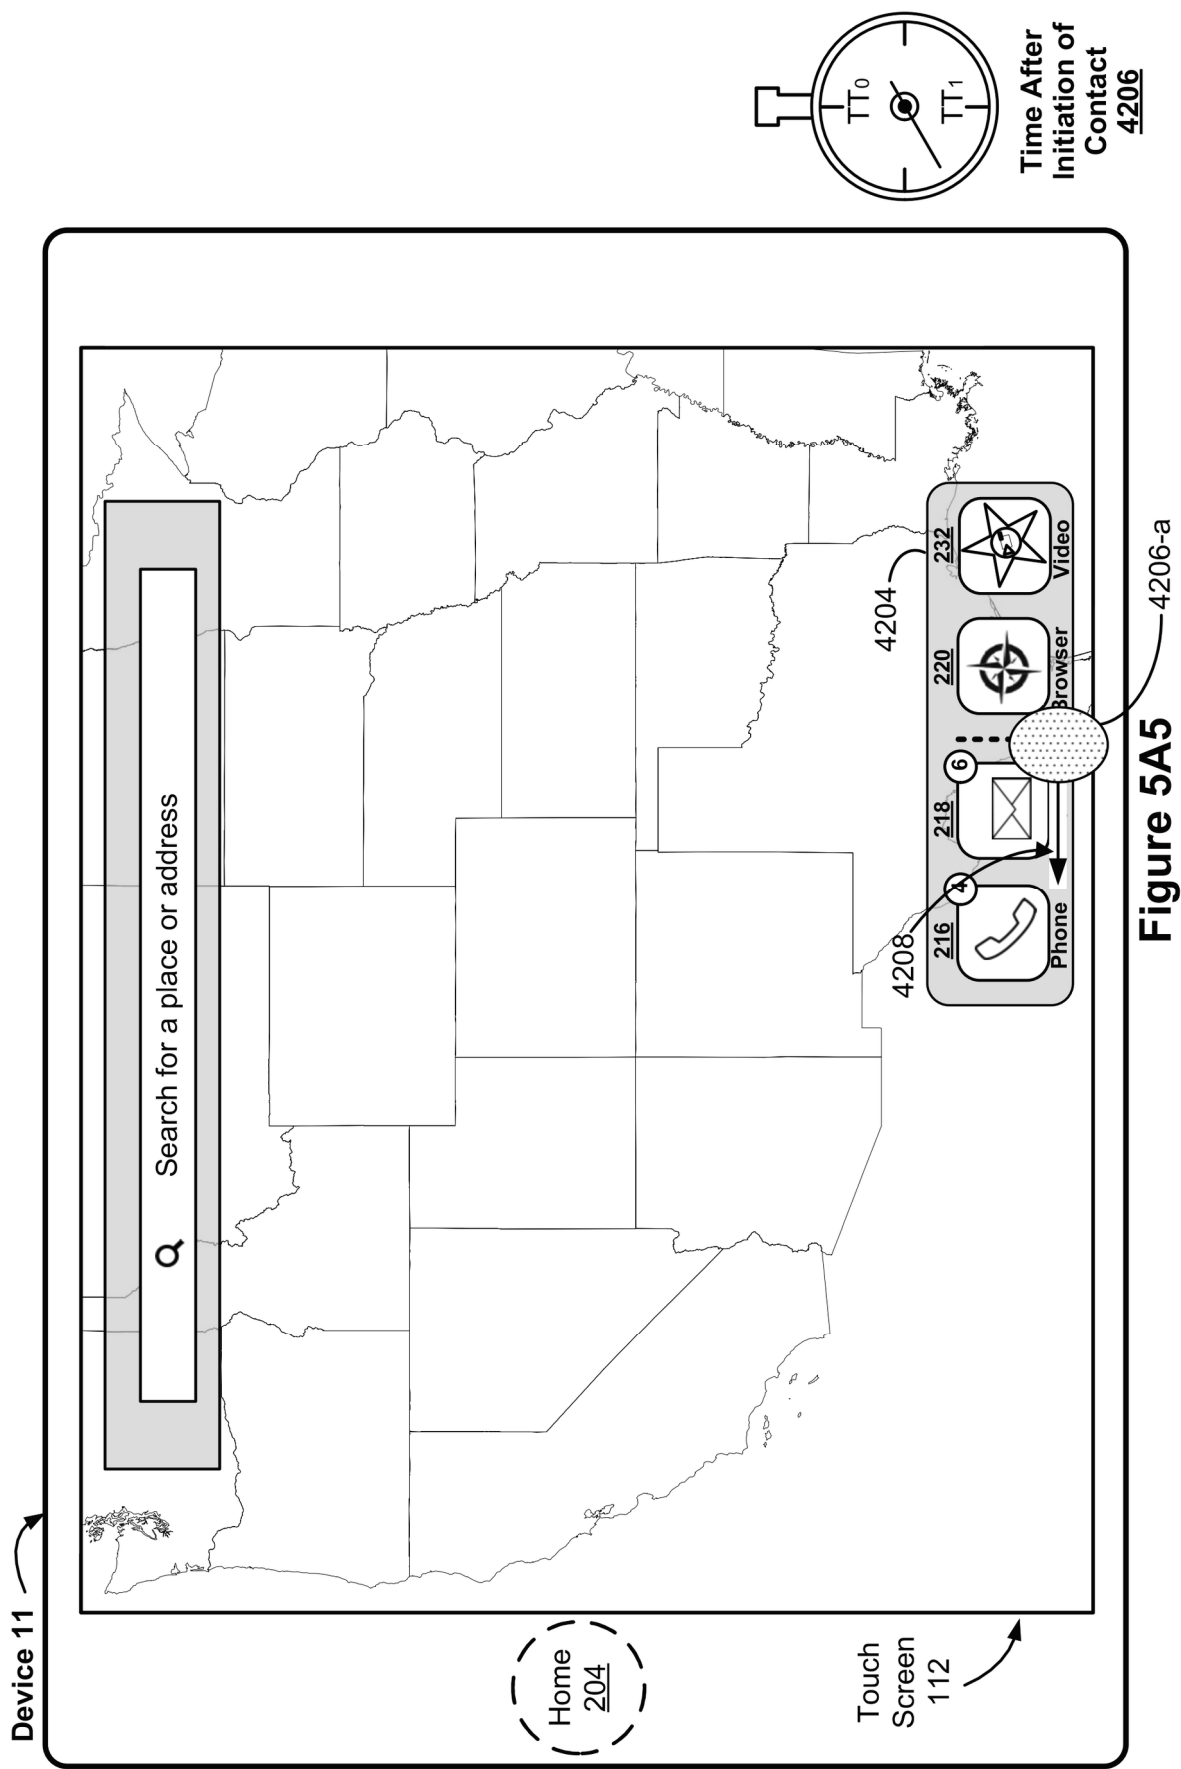 Device 11
Search for a place or address
Home
204
Touch
Screen
112
4208
4204
216
218
220
232
4
6
Phone
Browser
Video
4206-a
TT0
TT1
Time After
Initiation of
Contact
4206
Figure 5A5